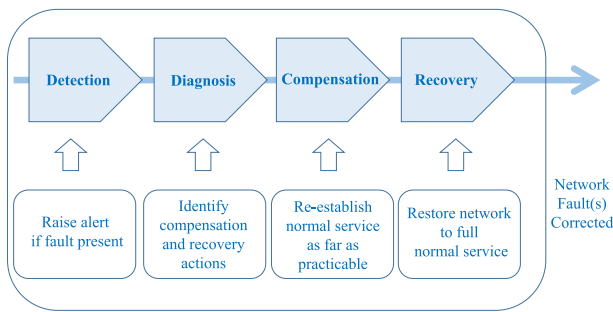 Detection
Diagnosis
Compensation
Recovery
Raise alert
if fault present
Identify
compensation
and recovery
actions
Re-establish
normal service
as far as
practicable
Restore network
to full
normal service
Network
Fault(s)
Corrected